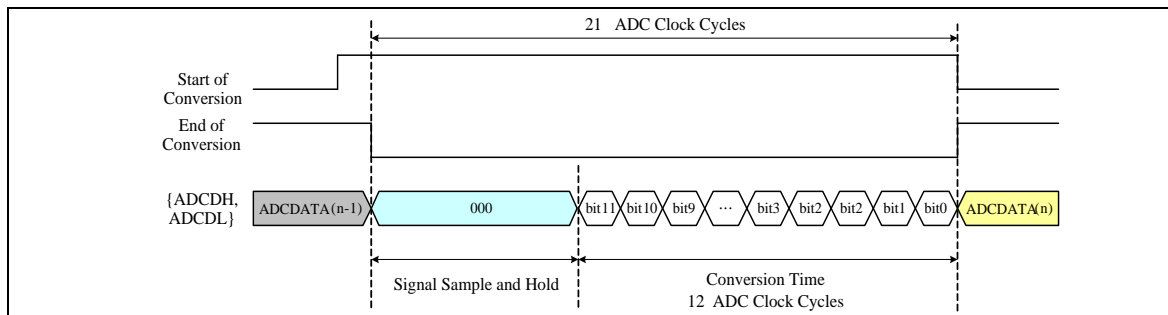 21 ADC Clock Cycles
Start of
Conversion
End of
Conversion
{ADCDH,
ADCDL}
ADCDATA(n-1)
000
bit11
bit10
bit9
...
bit3
bit2
bit2
bit1
bit0
ADCDATA(n)
Signal Sample and Hold
Conversion Time
12 ADC Clock Cycles